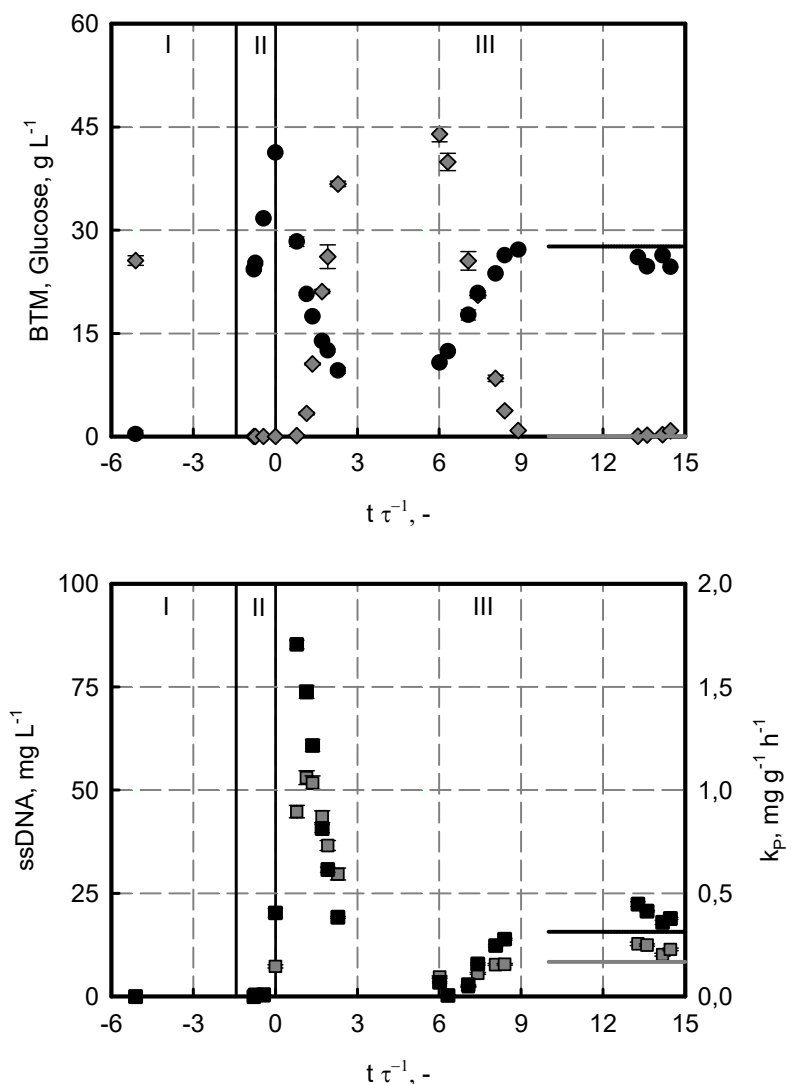 60
I
II
III
45
30
15
0
BTM, Glucose, g L⁻¹
-6
-3
0
3
6
9
12
15
t τ⁻¹, -
100
I
II
III
2,0
75
1,5
50
1,0
25
0,5
0
0,0
ssDNA, mg L⁻¹
k_P, mg g⁻¹ h⁻¹
-6
-3
0
3
6
9
12
15
t τ⁻¹, -